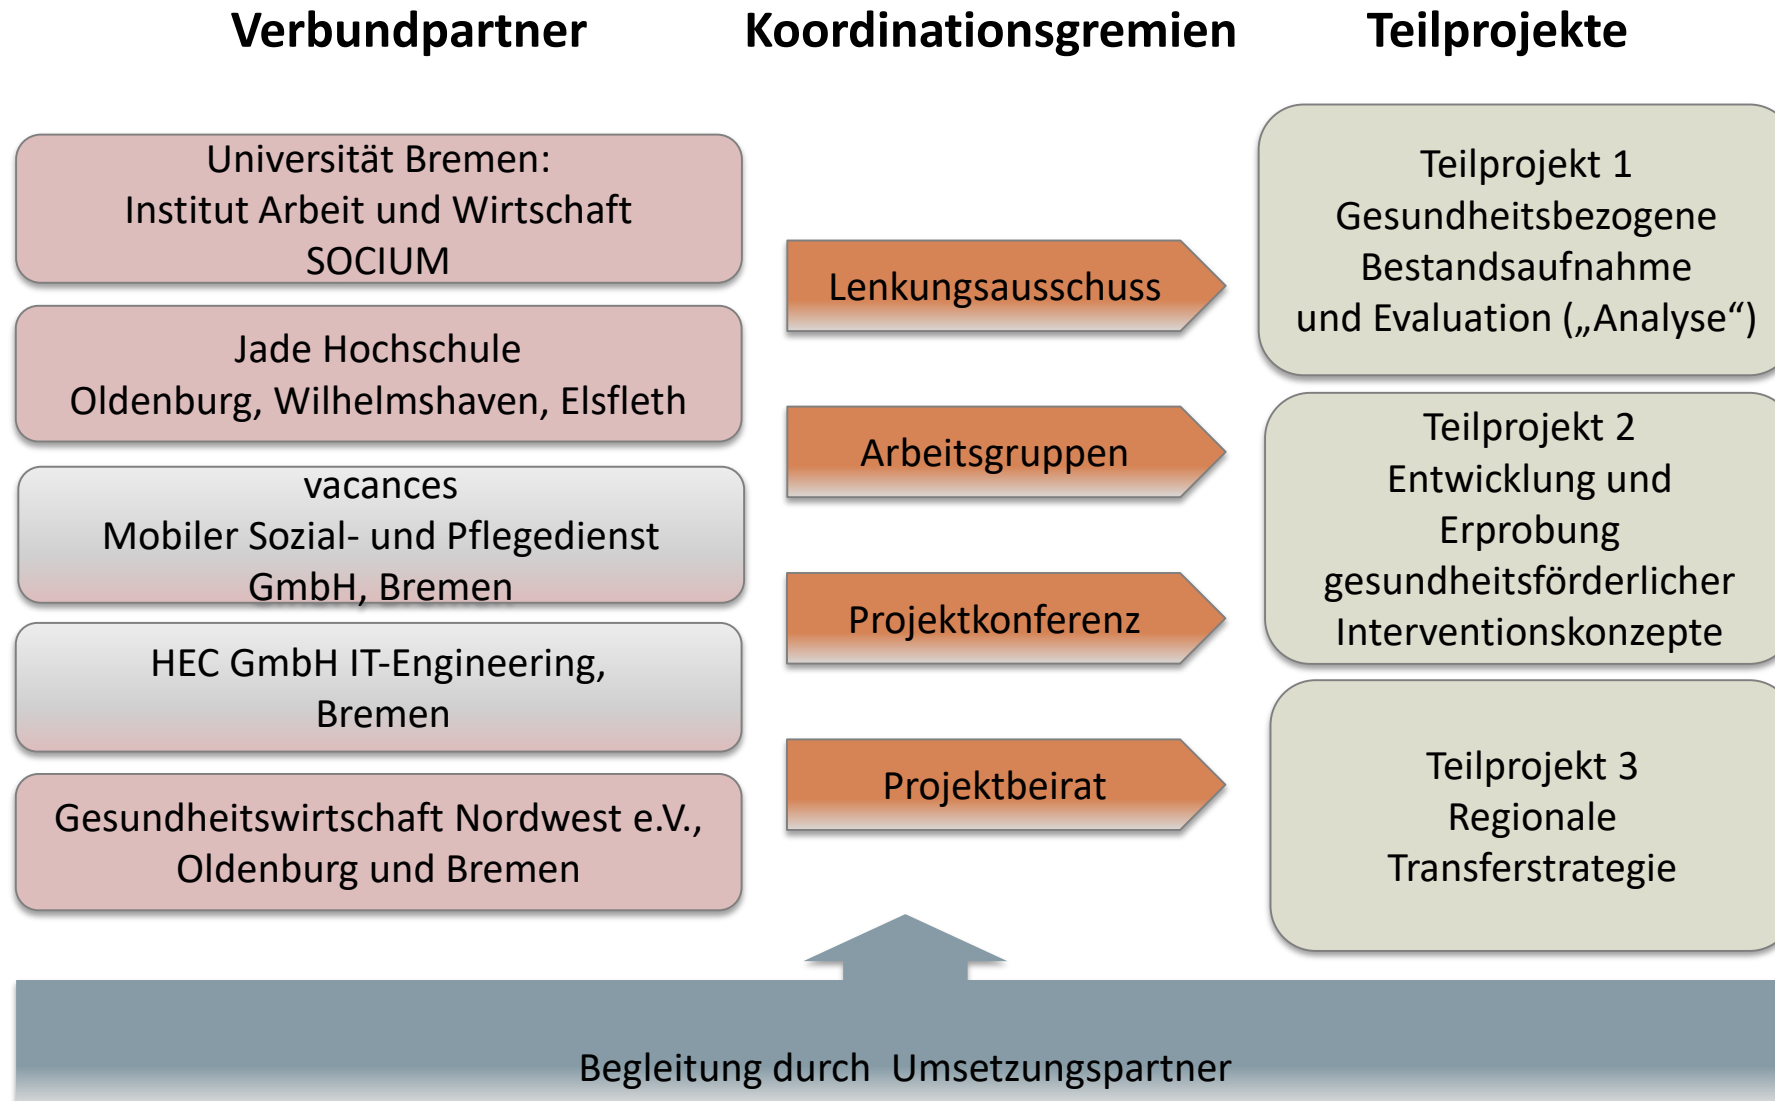 Verbundpartner
Koordinationsgremien
Teilprojekte
Universität Bremen:
Institut Arbeit und Wirtschaft
SOCIUM
Jade Hochschule
Oldenburg, Wilhelmshaven, Elsfleth
vacances
Mobiler Sozial- und Pflegedienst
GmbH, Bremen
HEC GmbH IT-Engineering,
Bremen
Gesundheitswirtschaft Nordwest e.V.,
Oldenburg und Bremen
Lenkungsausschuss
Arbeitsgruppen
Projektkonferenz
Projektbeirat
Teilprojekt 1
Gesundheitsbezogene
Bestandsaufnahme
und Evaluation („Analyse“)
Teilprojekt 2
Entwicklung und
Erprobung
gesundheitsförderlicher
Interventionskonzepte
Teilprojekt 3
Regionale
Transferstrategie
Begleitung durch  Umsetzungspartner